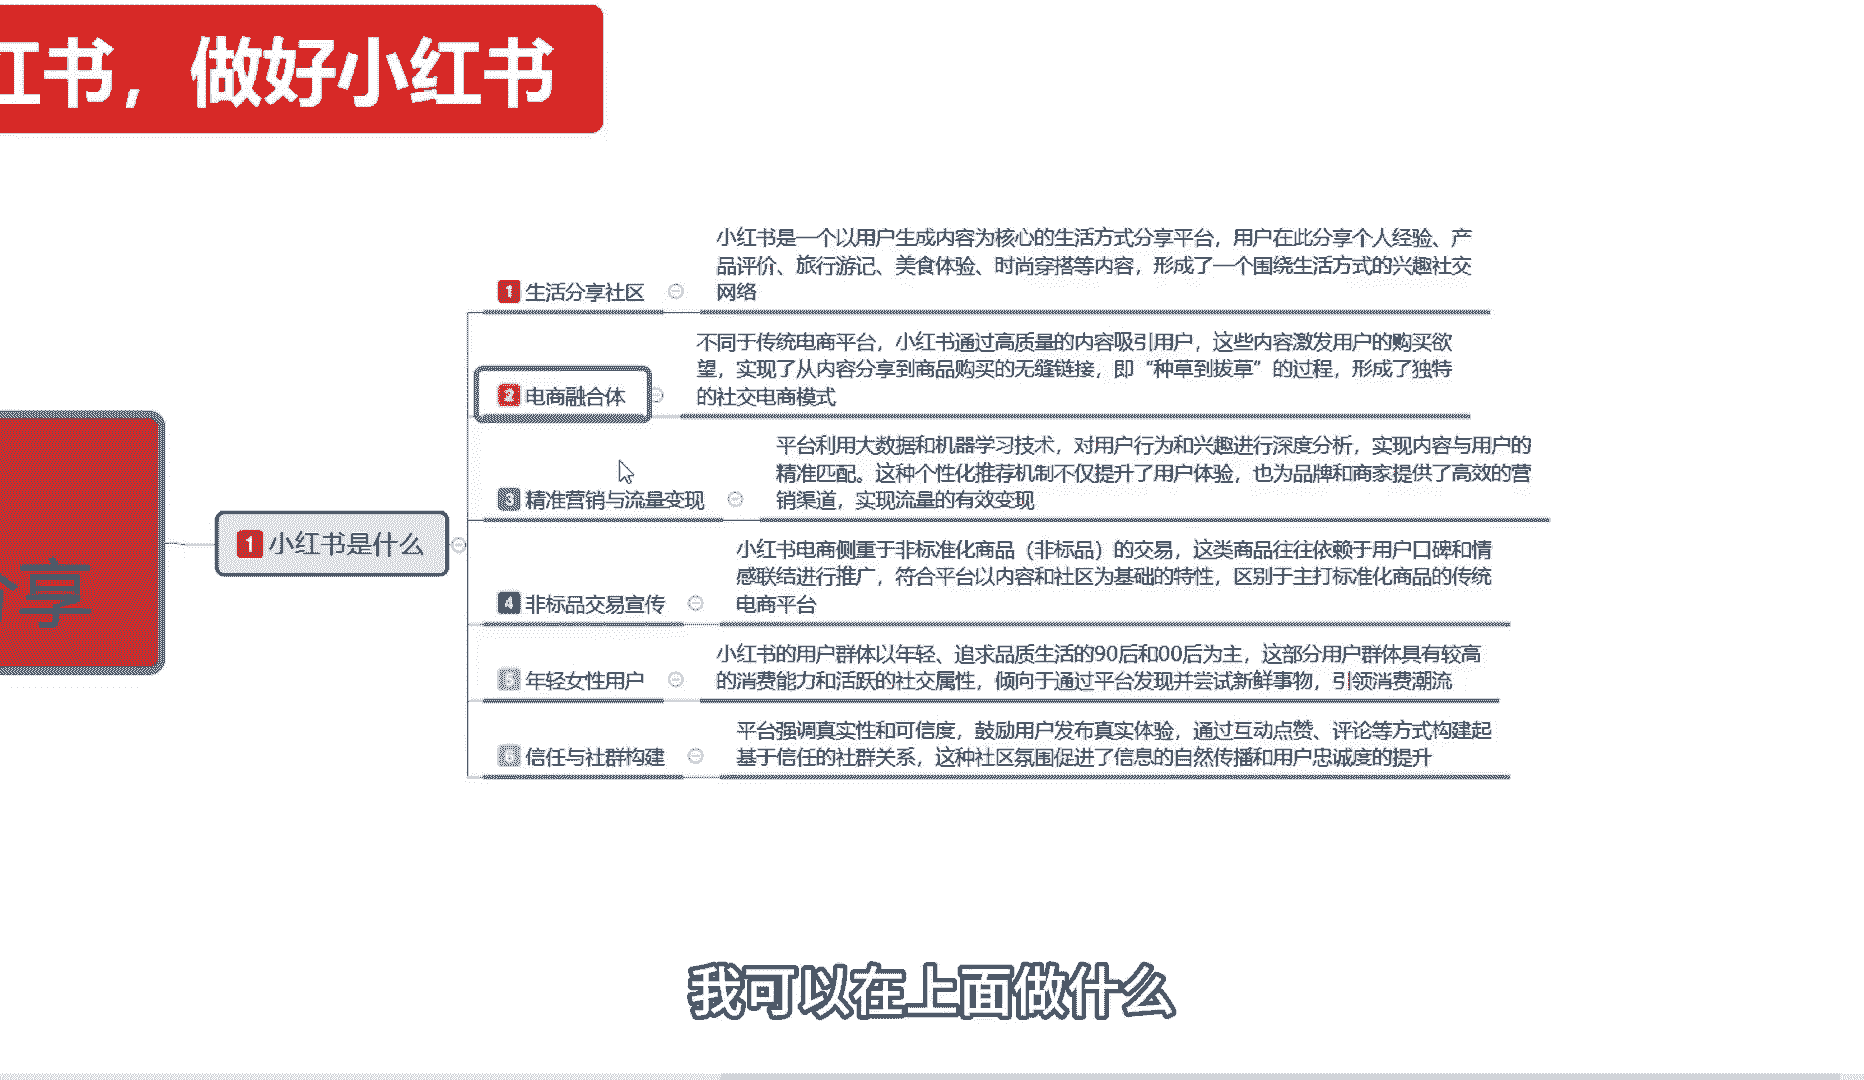 红书，做好小红书
小红书是一个以用户生成内容为核心的生活方式分享平台，用户在此分享个人经验、产
品评价、旅行游记、美食体验、时尚穿搭等内容，形成了一个围绕生活方式的兴趣社交
1 生活分享社区 网络
不同于传统电商平台，小红书通过高质量的内容吸引用户，这些内容激发用户的购买欲
望，实现了从内容分享到商品购买的无缝链接，即“种草到拔草”的过程，形成了独特
2 电商融合体 的社交电商模式
平台利用大数据和机器学习技术，对用户行为和兴趣进行深度分析，实现内容与用户的
精准匹配。这种个性化推荐机制不仅提升了用户体验，也为品牌和商家提供了高效的营
3 精准营销与流量变现 销渠道，实现流量的有效变现
1 小红书是什么
小红书电商侧重于非标准化商品（非标品）的交易，这类商品往往依赖于用户口碑和情
感联结进行推广，符合平台以内容和社区为基础的特性，区别于主打标准化商品的传统
4 非标品交易宣传 电商平台
分享
小红书的用户群体以年轻、追求品质生活的90后和00后为主，这部分用户群体具有较高
5 年轻女性用户 的消费能力和活跃的社交属性，倾向于通过平台发现并尝试新鲜事物，引领消费潮流
平台强调真实性和可信度，鼓励用户发布真实体验，通过互动点赞、评论等方式构建起
6 信任与社群构建 基于信任的社群关系，这种社区氛围促进了信息的自然传播和用户忠诚度的提升
我可以在上面做什么